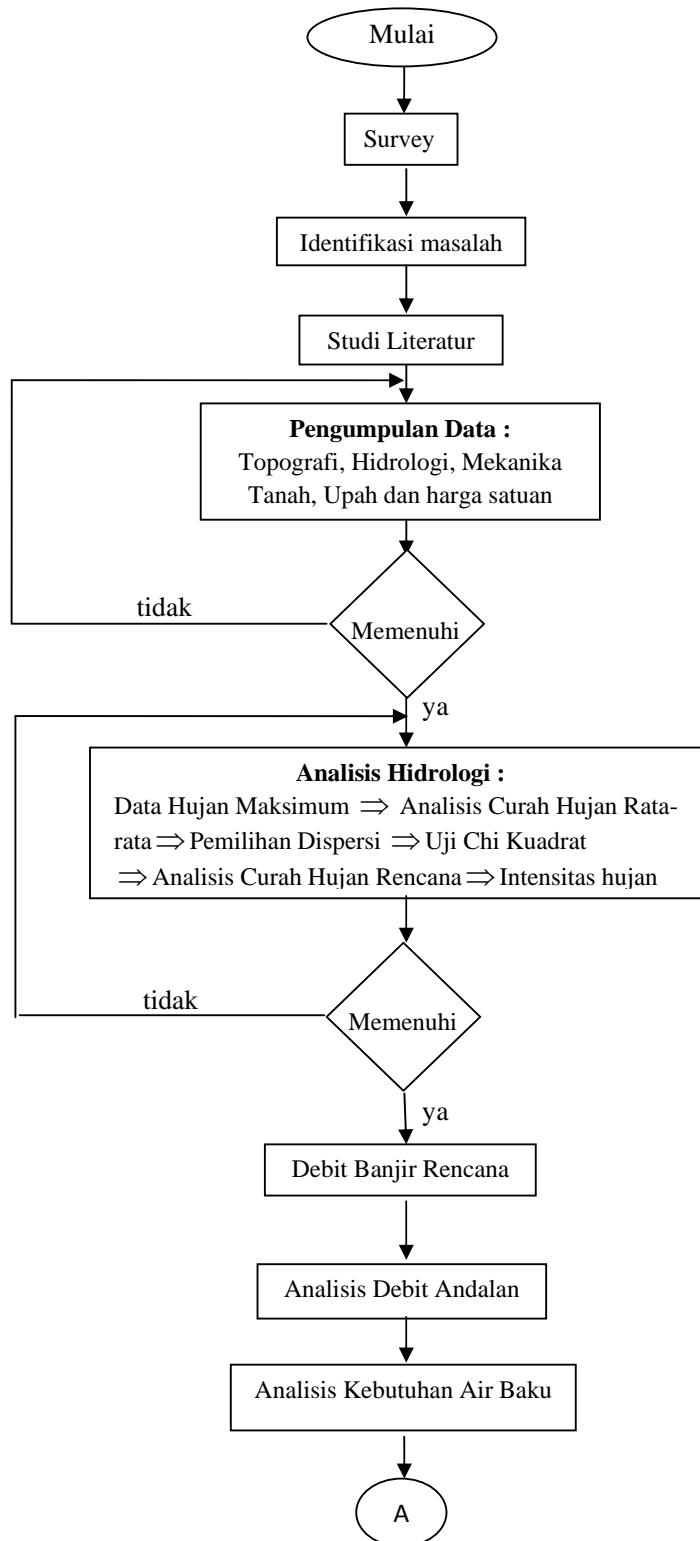 Mulai
Survey
Identifikasi masalah
Studi Literatur
Pengumpulan Data :
Topografi, Hidrologi, Mekanika
Tanah, Upah dan harga satuan
tidak
Memenuhi
ya
Analisis Hidrologi :
Data Hujan Maksimum ⇒ Analisis Curah Hujan Rata-
rata ⇒ Pemilihan Dispersi ⇒ Uji Chi Kuadrat
⇒ Analisis Curah Hujan Rencana ⇒ Intensitas hujan
tidak
Memenuhi
ya
Debit Banjir Rencana
Analisis Debit Andalan
Analisis Kebutuhan Air Baku
A